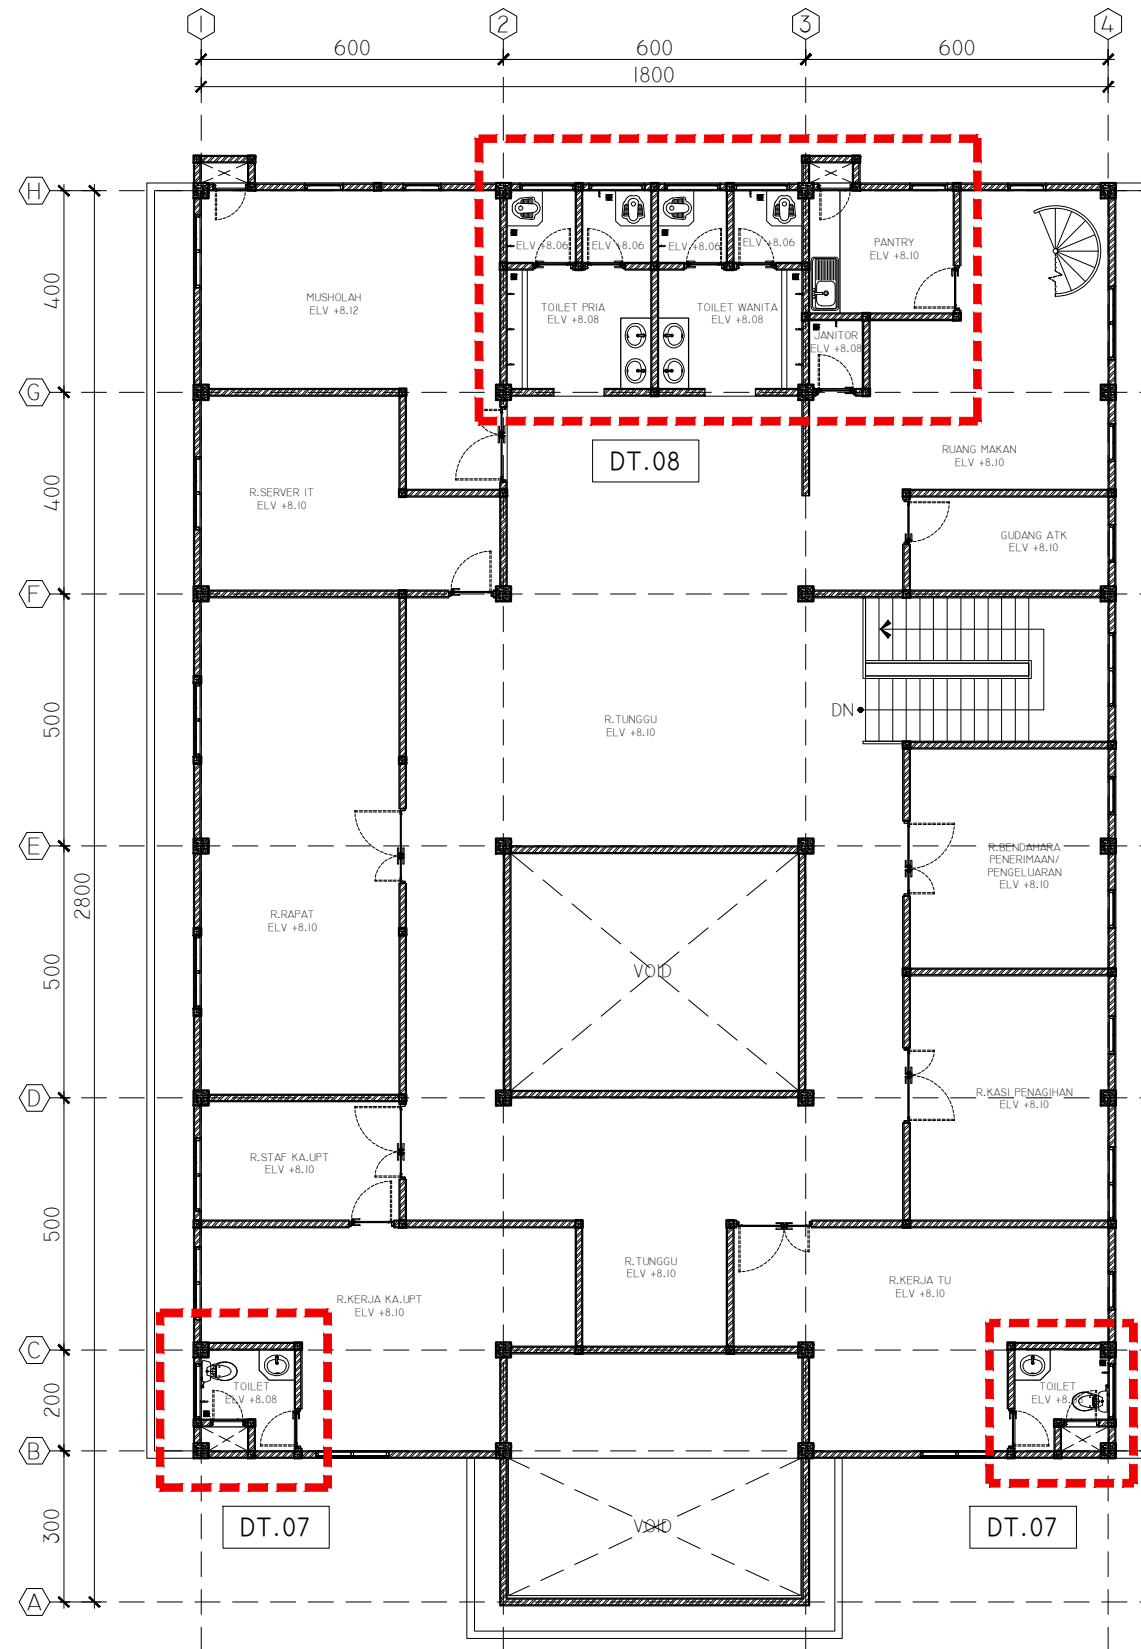 1
2
3
4
600
600
600
1800
H
G
F
E
D
C
B
A
400
400
500
500
500
200
300
2800
ELV +8.06
ELV +8.06
ELV +8.06
ELV +8.06
PANTRY
ELV +8.10
MUSHOLAH
ELV +8.12
TOILET PRIA
ELV +8.08
TOILET WANITA
ELV +8.08
JANITOR
ELV +8.08
DT.08
RUANG MAKAN
ELV +8.10
R.SERVER IT
ELV +8.10
GUDANG ATK
ELV +8.10
DN
R.TUNGGU
ELV +8.10
R.BENDAHARA
PENERIMAAN/
PENGELUARAN
ELV +8.10
R.RAPAT
ELV +8.10
VOID
R.KASI PENAGIHAN
ELV +8.10
R.STAF KA.UPT
ELV +8.10
R.TUNGGU
ELV +8.10
R.KERJA KA.UPT
ELV +8.10
R.KERJA TU
ELV +8.10
TOILET
ELV +8.08
TOILET
DT.07
VOID
DT.07